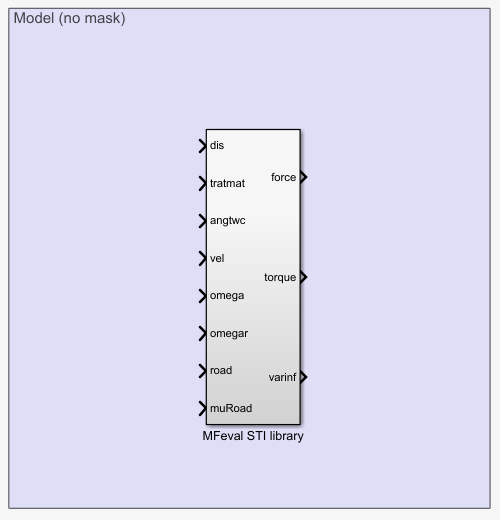 Model (no mask)
dis
tratmat
force
angtwc
vel
torque
omega
omegar
road
varinf
muRoad
MFeval STI library